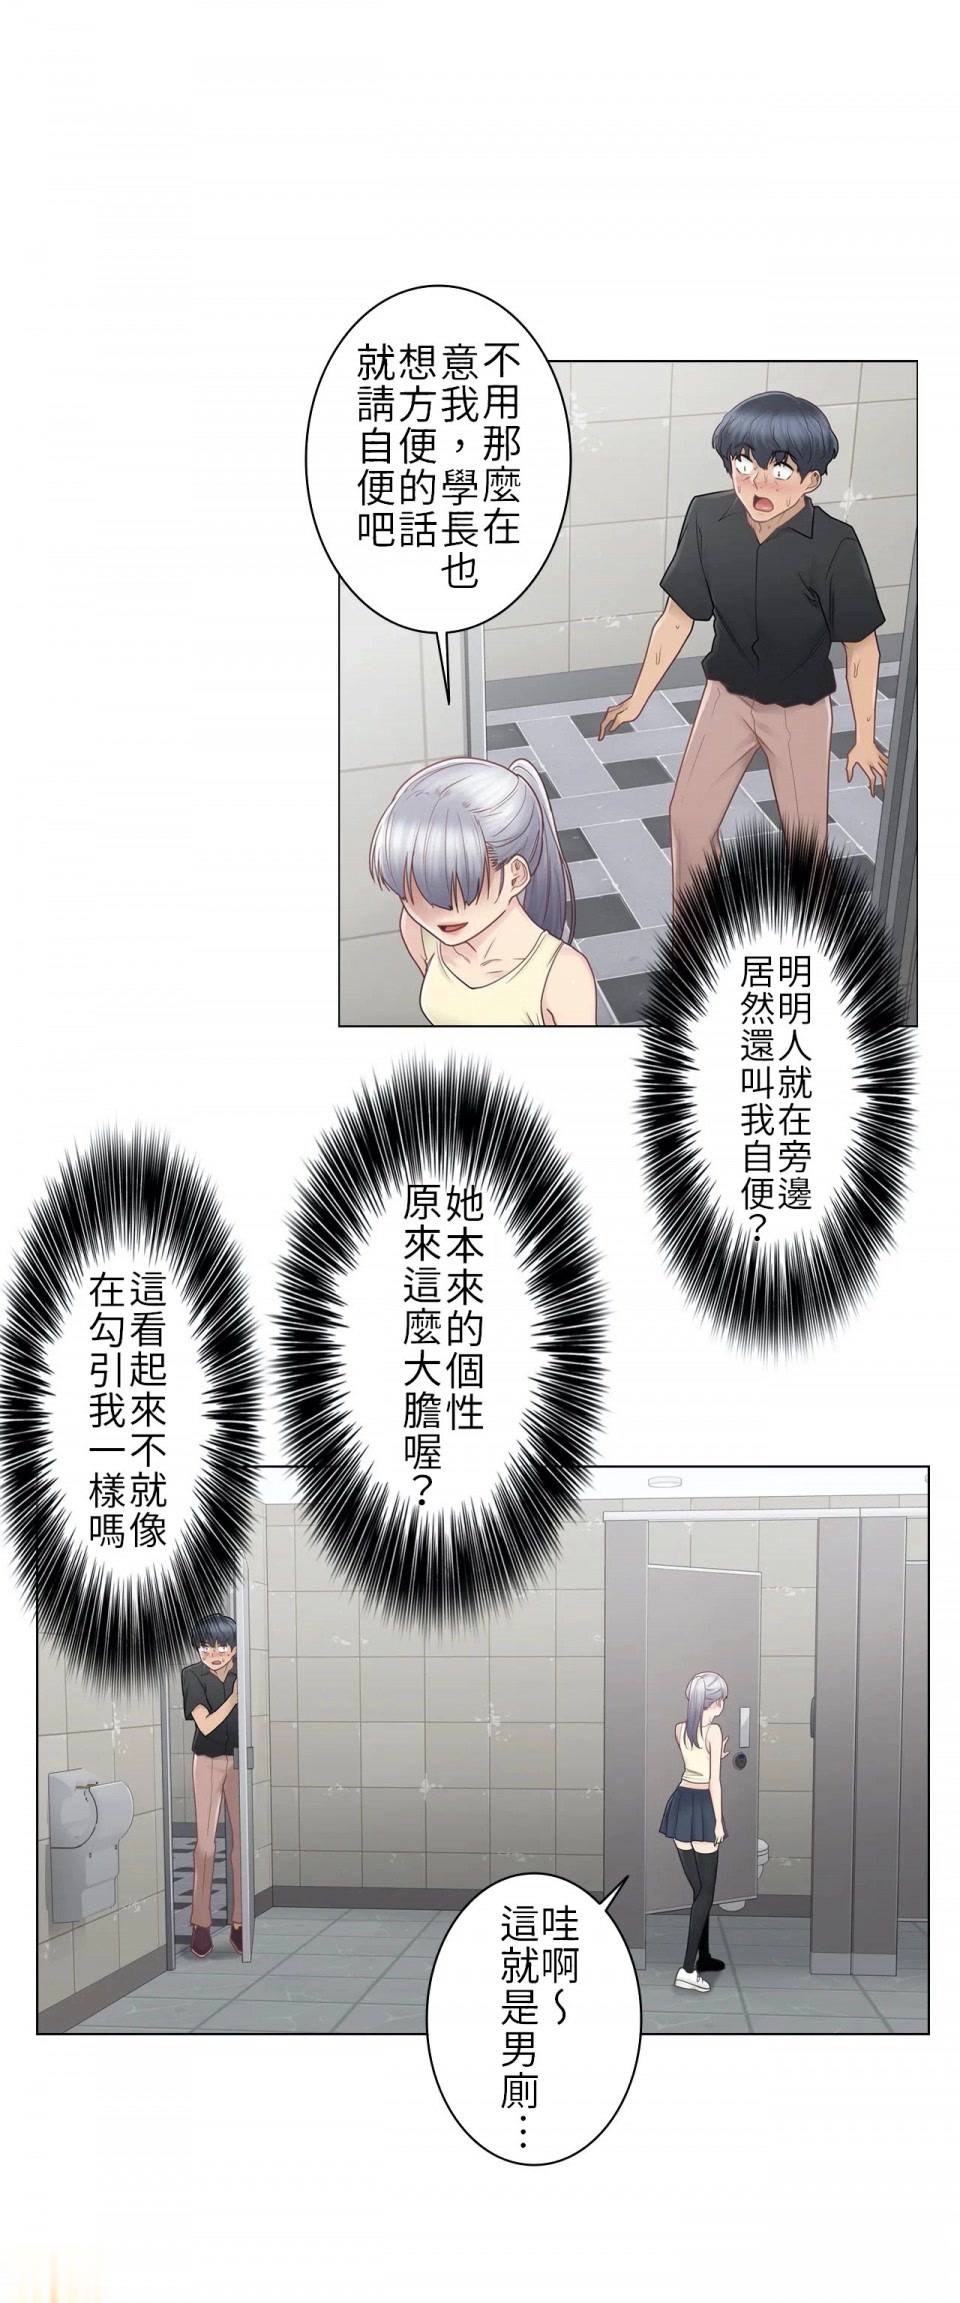 不用那麼在
意我，學長也
想方便的話
就請自便吧
明明人就在旁邊
居然還叫我自便？
她本來的個性
原來這麼大膽喔？
這看起來不就像
在勾引我一樣嗎
哇啊～
這就是男廁…